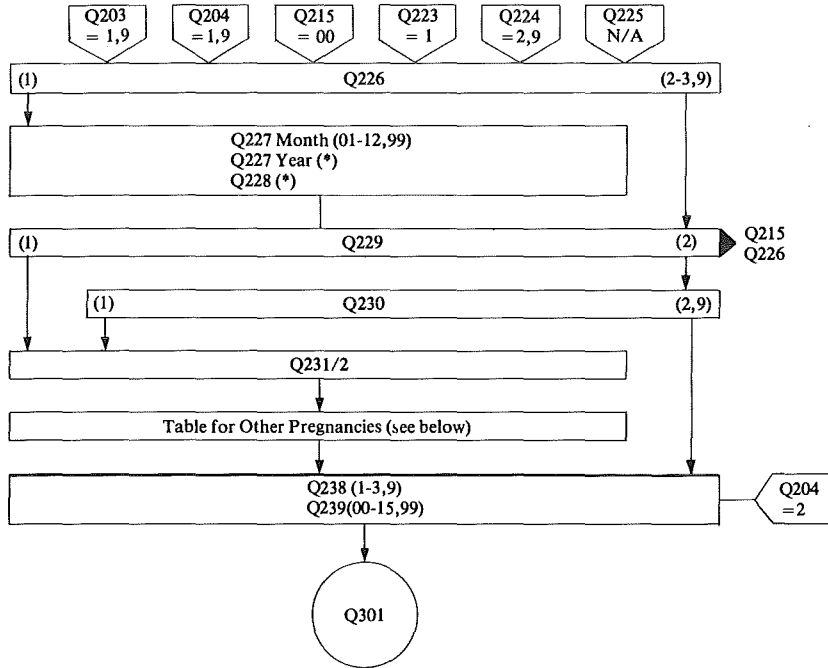 Q203 Q204 Q215 Q223 Q224 Q225
= 1,9 = 1,9 = 00 = 1 =2,9 N/A
(1) Q226 (2-3,9)
Q227 Month (01-12,99)
Q227 Year (*)
Q228 (*)
(1) Q229 (2) Q215
Q226
(1) Q230 (2,9)
Q231/2
Table for Other Pregnancies (see below)
Q238 (1-3,9)
Q239(00-15,99)
Q204
=2
Q301